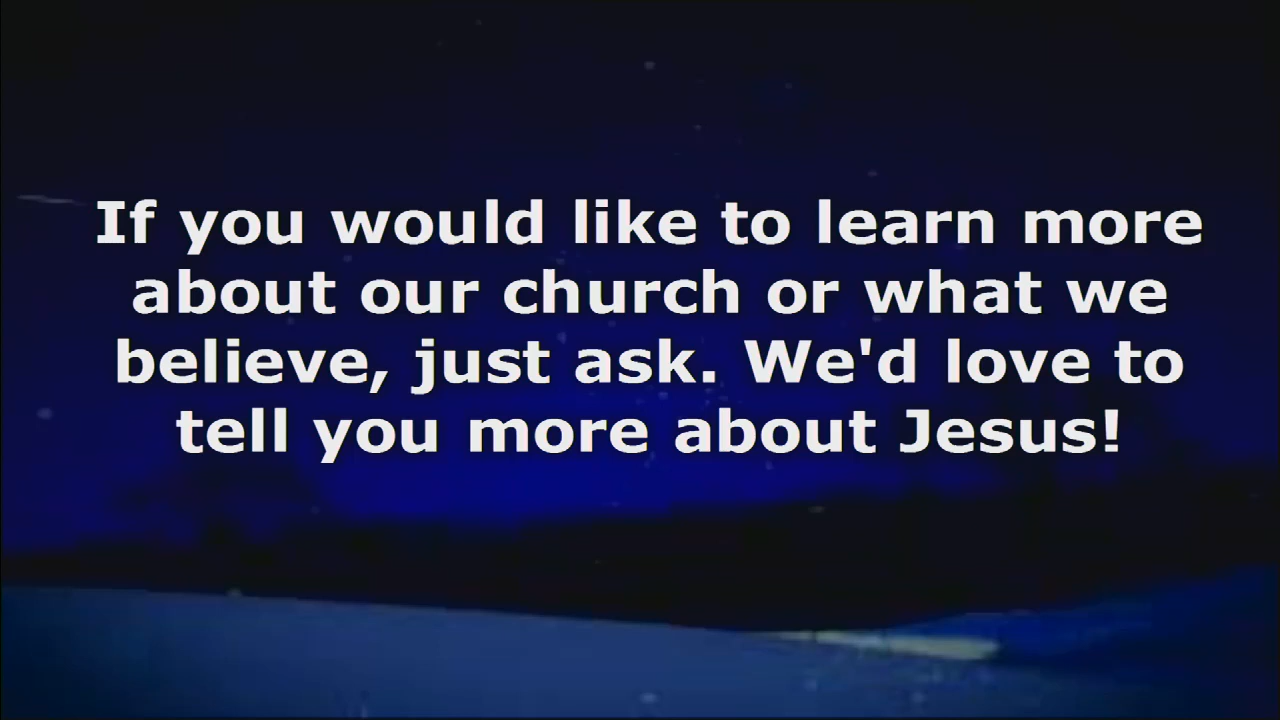 If you would like to learn more
about our church or what we
believe, just ask. We'd love to
tell you more about Jesus!